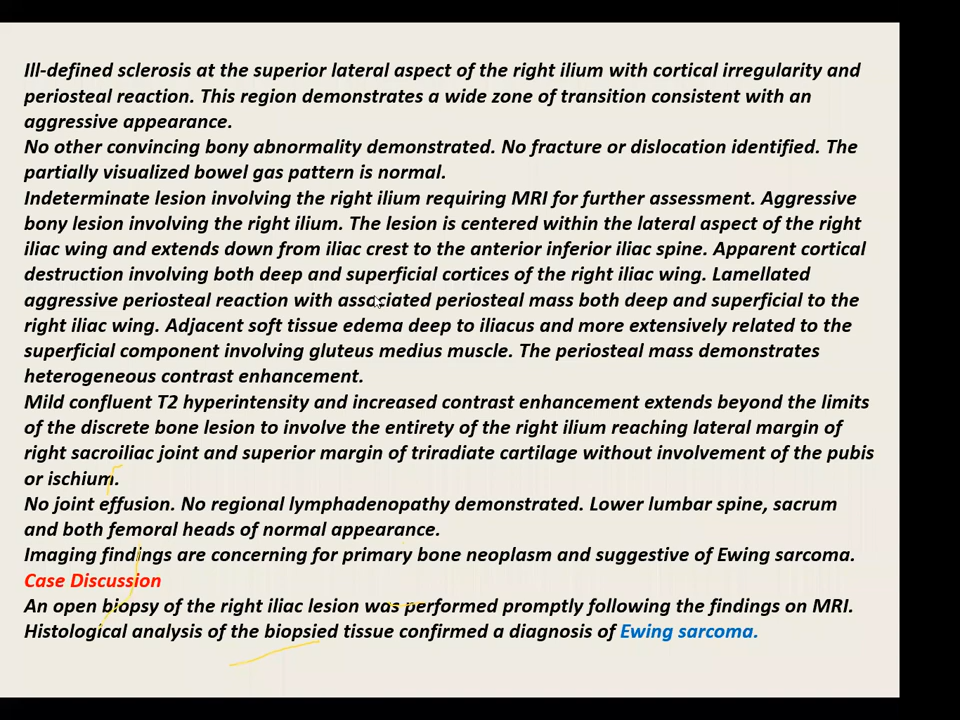 Ill-defined sclerosis at the superior lateral aspect of the right ilium with cortical irregularity and
periosteal reaction. This region demonstrates a wide zone of transition consistent with an
aggressive appearance.
No other convincing bony abnormality demonstrated. No fracture or dislocation identified. The
partially visualized bowel gas pattern is normal.
Indeterminate lesion involving the right ilium requiring MRI for further assessment. Aggressive
bony lesion involving the right ilium. The lesion is centered within the lateral aspect of the right
iliac wing and extends down from iliac crest to the anterior inferior iliac spine. Apparent cortical
destruction involving both deep and superficial cortices of the right iliac wing. Lamellated
aggressive periosteal reaction with associated periosteal mass both deep and superficial to the
right iliac wing. Adjacent soft tissue edema deep to iliacus and more extensively related to the
superficial component involving gluteus medius muscle. The periosteal mass demonstrates
heterogeneous contrast enhancement.
Mild confluent T2 hyperintensity and increased contrast enhancement extends beyond the limits
of the discrete bone lesion to involve the entirety of the right ilium reaching lateral margin of
right sacroiliac joint and superior margin of triradiate cartilage without involvement of the pubis
or ischium.
No joint effusion. No regional lymphadenopathy demonstrated. Lower lumbar spine, sacrum
and both femoral heads of normal appearance.
Imaging findings are concerning for primary bone neoplasm and suggestive of Ewing sarcoma.
Case Discussion
An open biopsy of the right iliac lesion was performed promptly following the findings on MRI.
Histological analysis of the biopsied tissue confirmed a diagnosis of Ewing sarcoma.